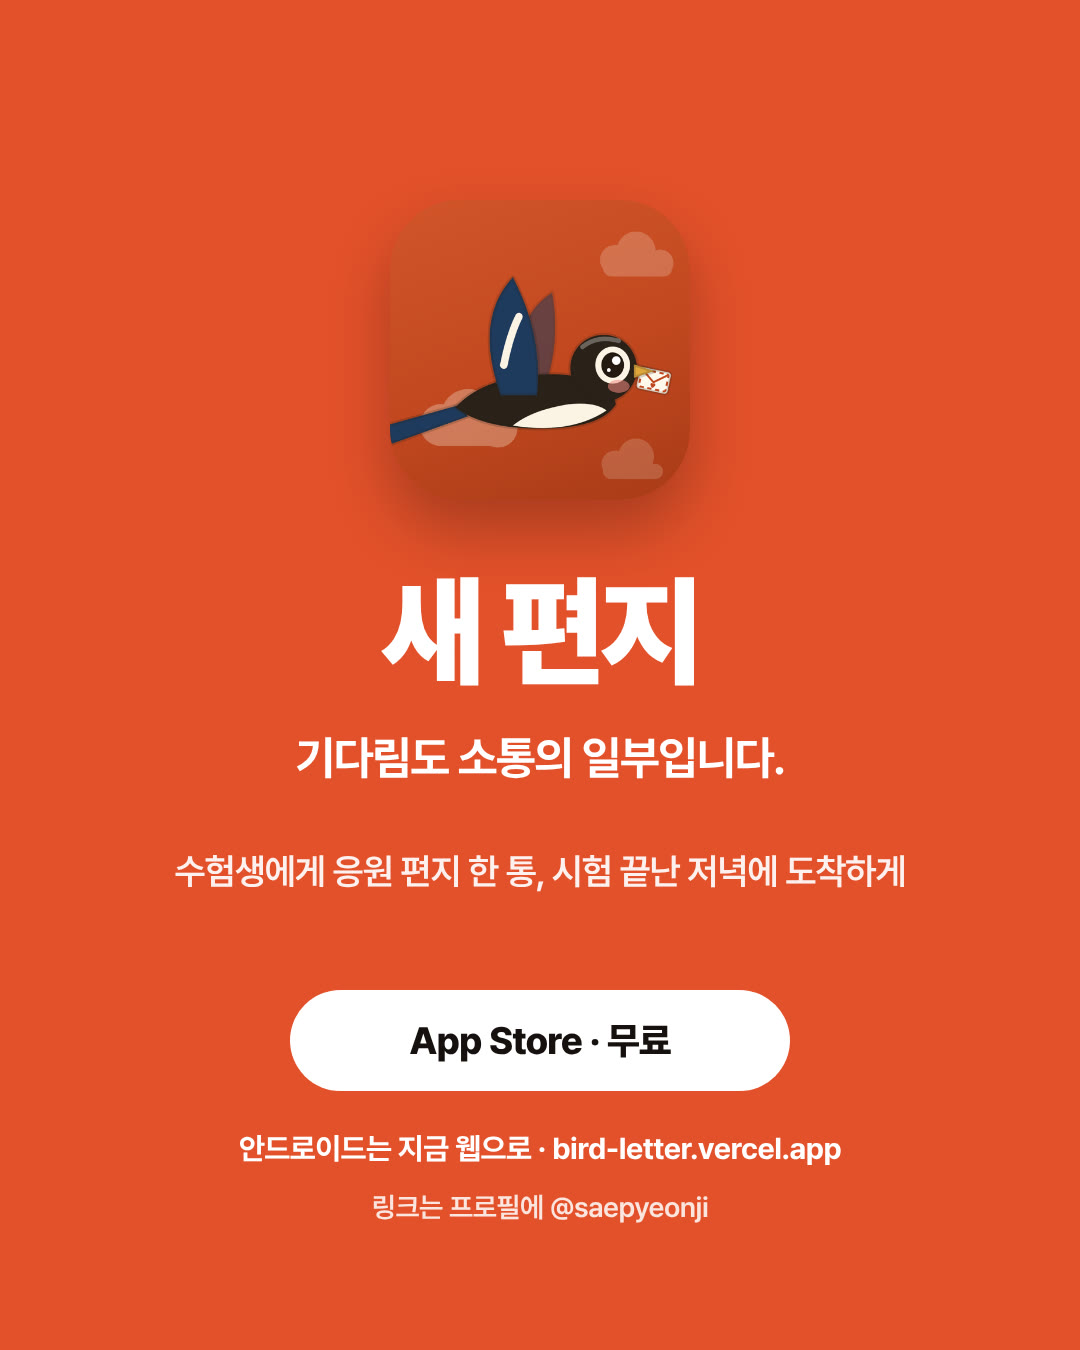 새 편지
기다림도 소통의 일부입니다.
수험생에게 응원 편지 한 통, 시험 끝난 저녁에 도착하게
App Store · 무료
안드로이드는 지금 웹으로 · bird-letter.vercel.app
링크는 프로필에 @saepyeonji